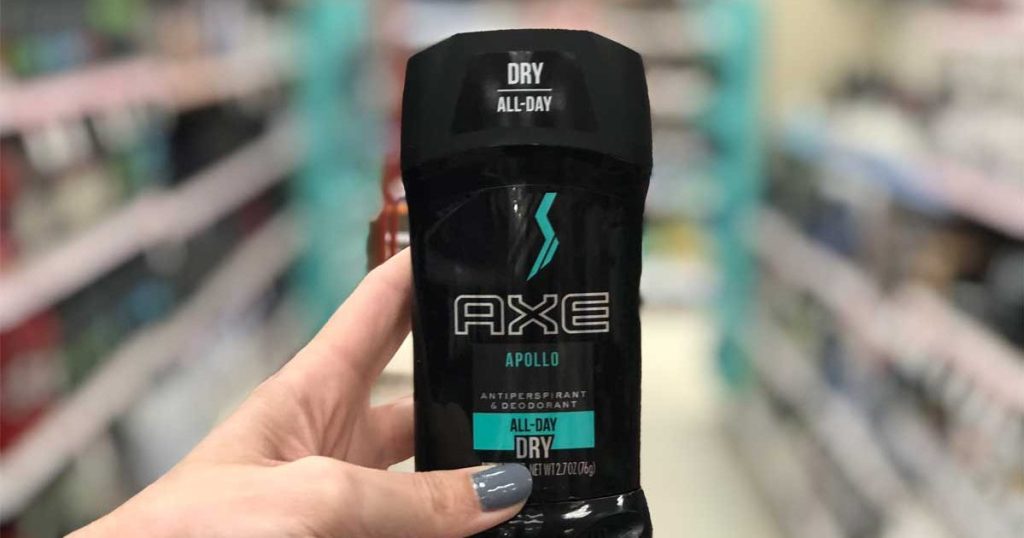 DRY
ALL-DAY
AXE
APOLLO
ANTIPERSPIRANT
& DEODORANT
ALL-DAY
DRY
NET WT 2.7 OZ (76g)